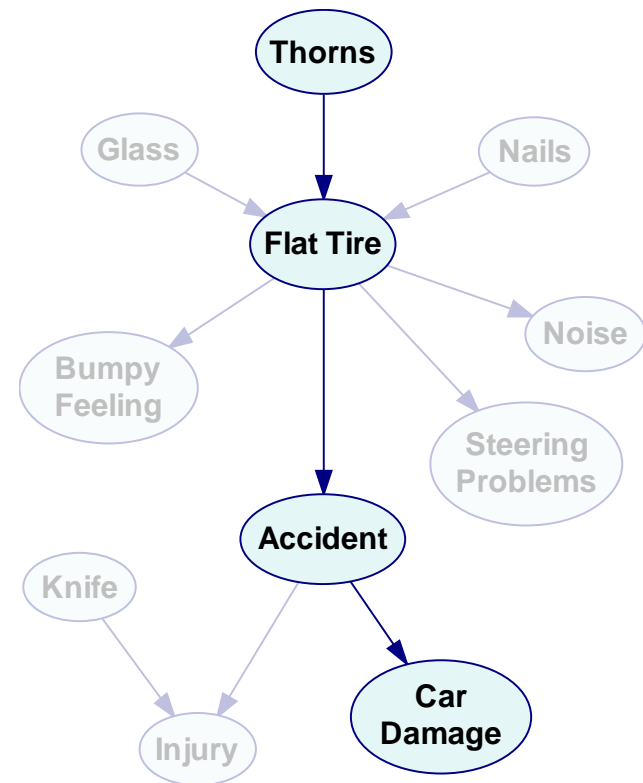 Thorns
Glass
Nails
Flat Tire
Noise
Bumpy
Feeling
Steering
Problems
Accident
Knife
Car
Damage
Injury